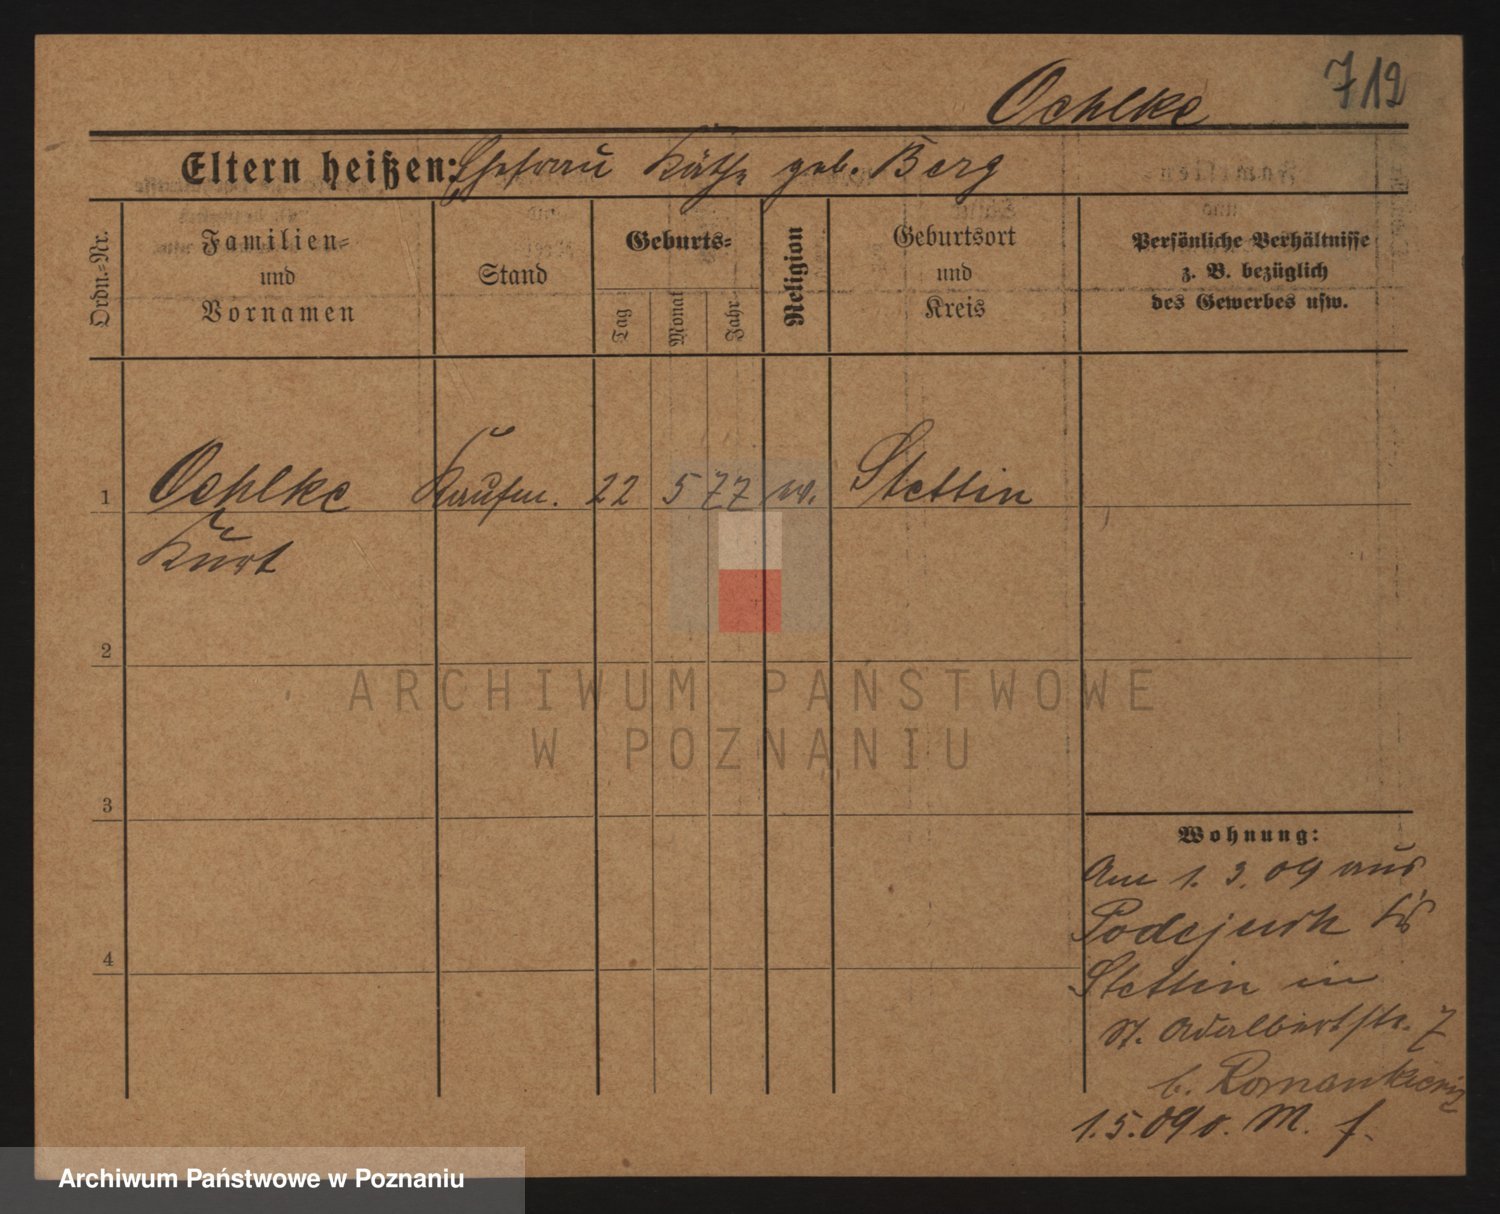 712
Oehlke
Eltern heißen: Ehefrau Käthe geb. Berg
Ordn.-Nr.
Familien-
und
Vornamen
Stand
Geburts-
Tag
Monat
Jahr
Religion
Geburtsort
und
Kreis
Persönliche Verhältnisse
z. B. bezüglich
des Gewerbes usw.
1 Oehlke Kaufm. 22 5 77 Stettin
Kurt
2
3
4
ARCHIWUM PAŃSTWOWE
W POZNANIU
Wohnung:
Am 1. 3. 09 aus
Podejuch bei
Stettin in
St. Adalbertstr. 7
b. Romankiewicz
1.5.09 v. M. f.
Archiwum Państwowe w Poznaniu